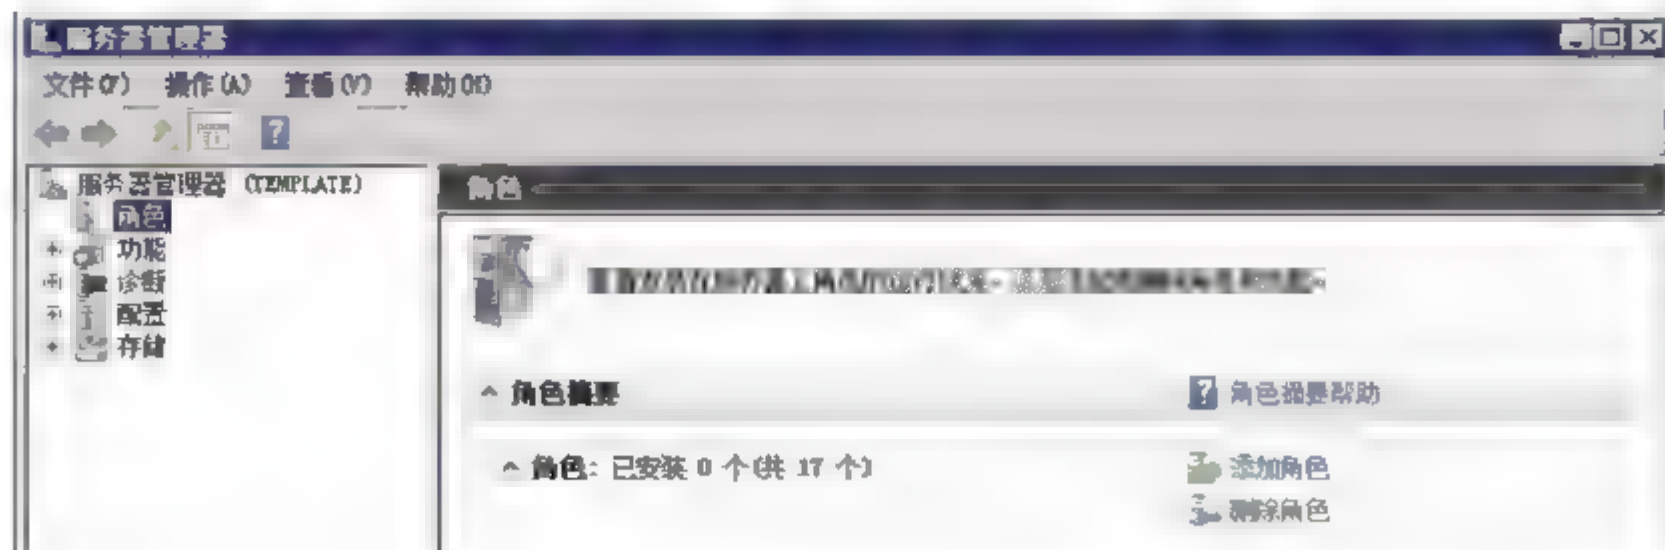 服务器管理器
文件(F) 操作(A) 查看(V) 帮助(H)
服务器管理器 (TEMPLATE)
角色
功能
诊断
配置
存储
角色
角色摘要
角色摘要帮助
角色: 已安装 0 个(共 17 个)
添加角色
删除角色